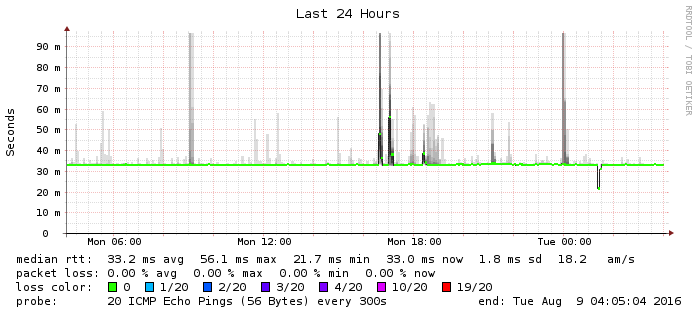 Last 24 Hours
RRDTOOL / TOBI OETIKER
Seconds
90 m
80 m
70 m
60 m
50 m
40 m
30 m
20 m
10 m
0
Mon 06:00 Mon 12:00 Mon 18:00 Tue 00:00
median rtt: 33.2 ms avg 56.1 ms max 21.7 ms min 33.0 ms now 1.8 ms sd 18.2 am/s
packet loss: 0.00 % avg 0.00 % max 0.00 % min 0.00 % now
loss color: 0 1/20 2/20 3/20 4/20 10/20 19/20
probe: 20 ICMP Echo Pings (56 Bytes) every 300s end: Tue Aug 9 04:05:04 2016